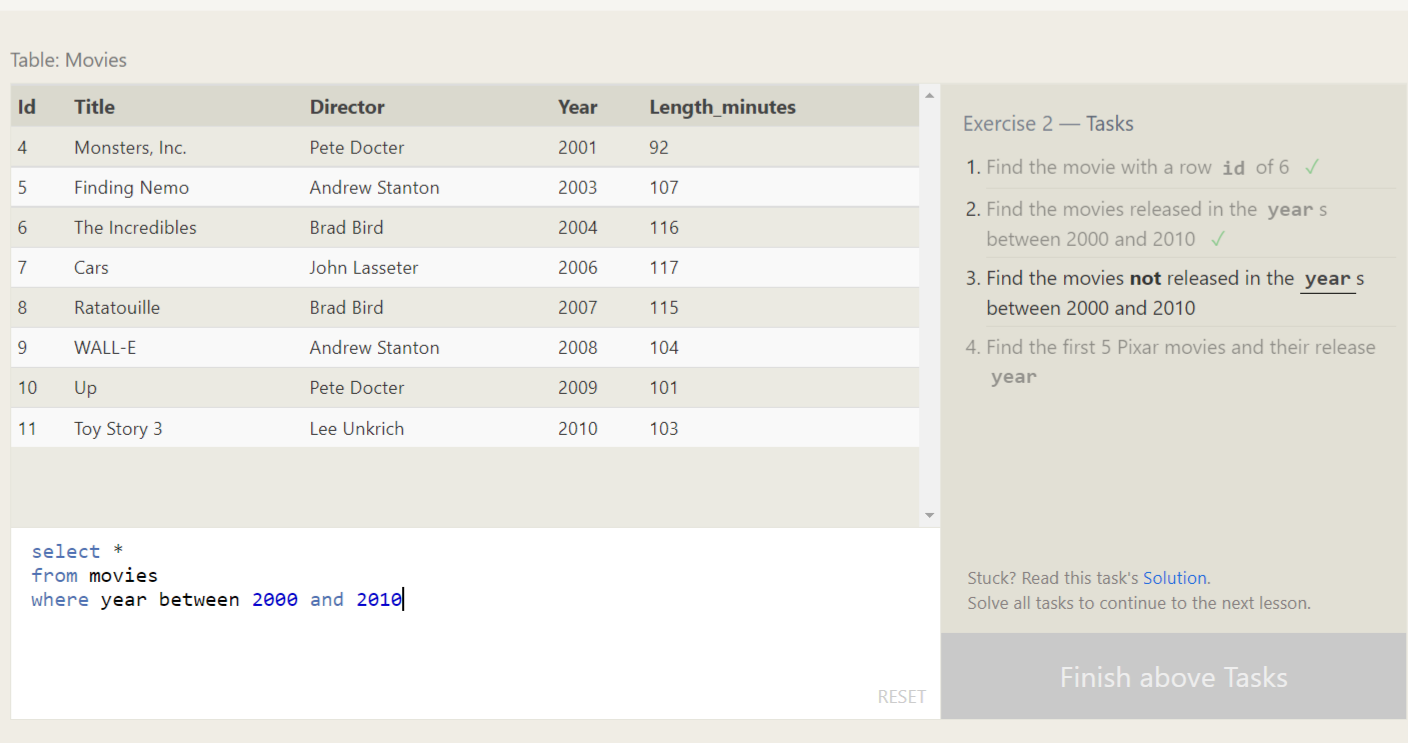 Table: Movies
Id Title Director Year Length_minutes
4 Monsters, Inc. Pete Docter 2001 92
5 Finding Nemo Andrew Stanton 2003 107
6 The Incredibles Brad Bird 2004 116
7 Cars John Lasseter 2006 117
8 Ratatouille Brad Bird 2007 115
9 WALL-E Andrew Stanton 2008 104
10 Up Pete Docter 2009 101
11 Toy Story 3 Lee Unkrich 2010 103
select *
from movies
where year between 2000 and 2010
RESET
Exercise 2 — Tasks
1. Find the movie with a row id of 6 ✓
2. Find the movies released in the year s
between 2000 and 2010 ✓
3. Find the movies not released in the year s
between 2000 and 2010
4. Find the first 5 Pixar movies and their release
year
Stuck? Read this task's Solution.
Solve all tasks to continue to the next lesson.
Finish above Tasks